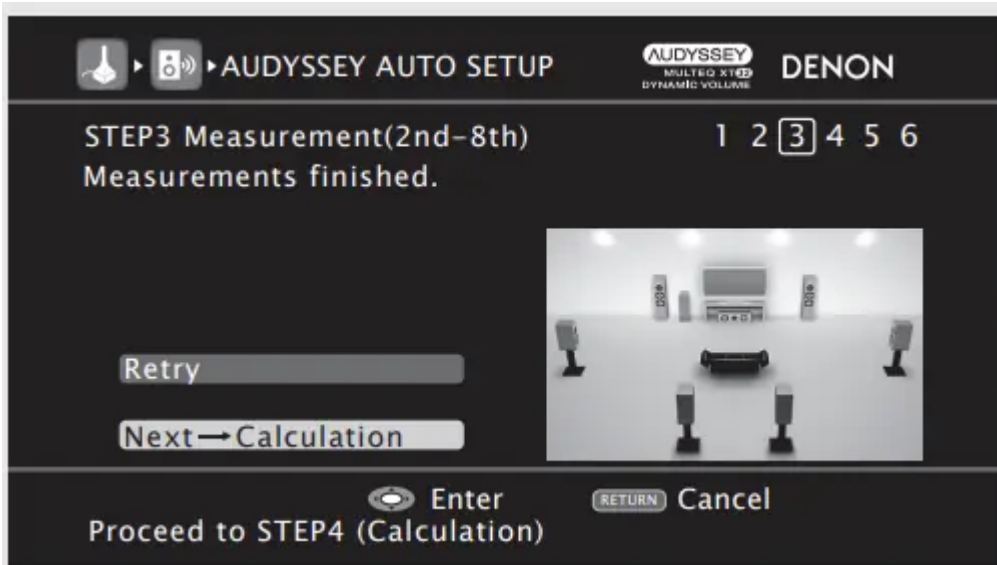 AUDYSSEY AUTO SETUP
AUDYSSEY
MULTEQ XT32
DYNAMIC VOLUME
DENON
STEP3 Measurement(2nd–8th)
1 2 3 4 5 6
Measurements finished.
Retry
Next→Calculation
Enter
RETURN Cancel
Proceed to STEP4 (Calculation)